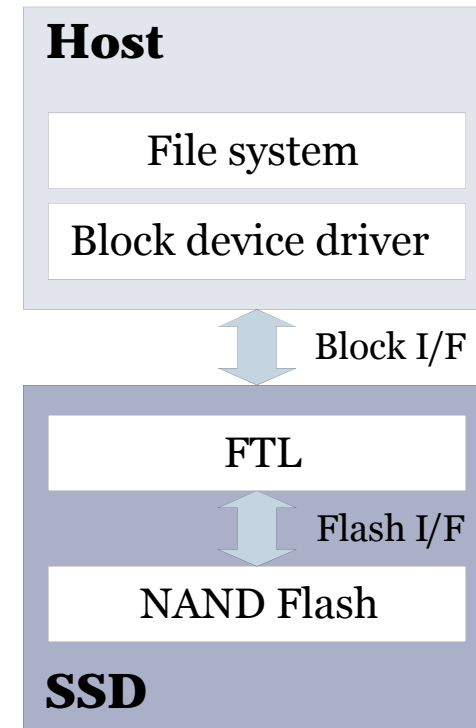 Host
File system
Block device driver
Block I/F
FTL
Flash I/F
NAND Flash
SSD